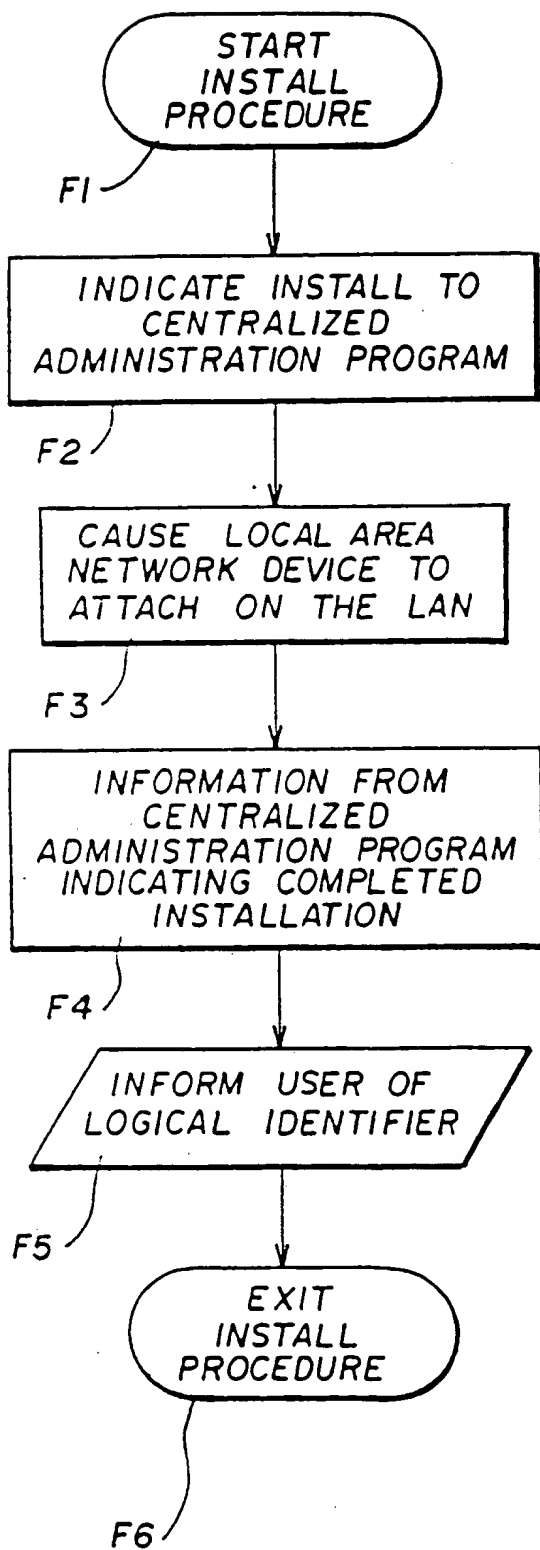 START
INSTALL
PROCEDURE
F1
INDICATE INSTALL TO
CENTRALIZED
ADMINISTRATION PROGRAM
F2
CAUSE LOCAL AREA
NETWORK DEVICE TO
ATTACH ON THE LAN
F3
INFORMATION FROM
CENTRALIZED
ADMINISTRATION PROGRAM
INDICATING COMPLETED
INSTALLATION
F4
INFORM USER OF
LOGICAL IDENTIFIER
F5
EXIT
INSTALL
PROCEDURE
F6